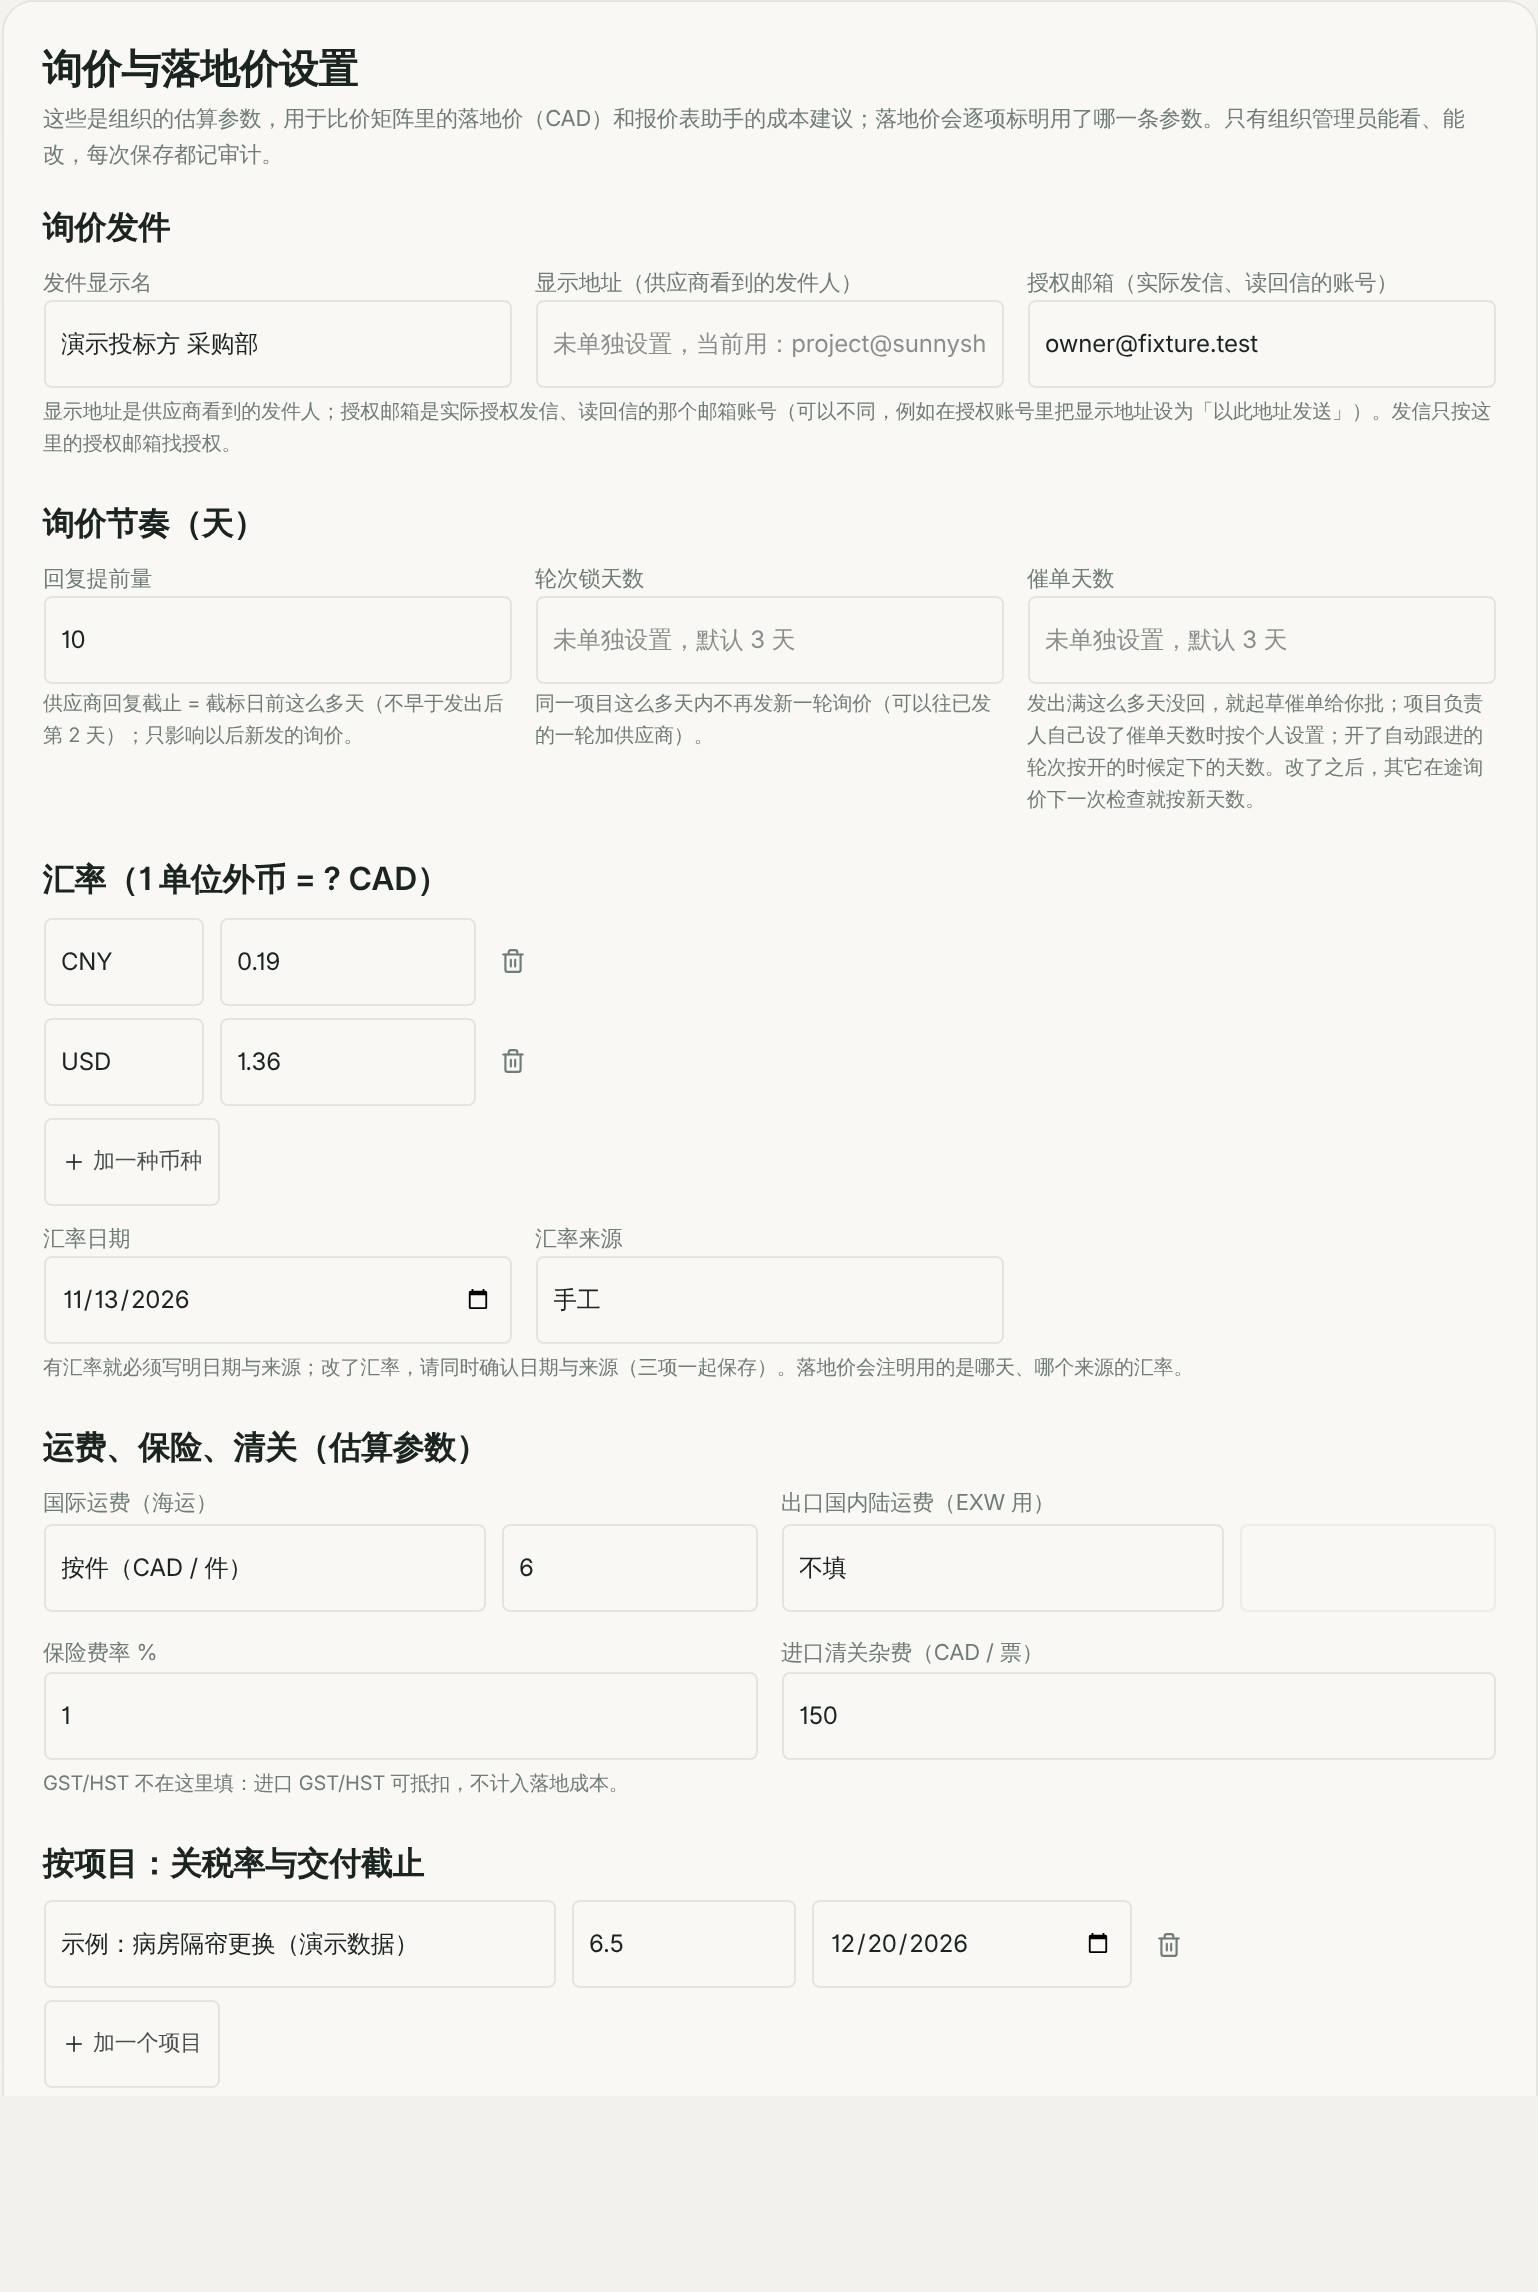 询价与落地价设置
这些是组织的估算参数，用于比价矩阵里的落地价（CAD）和报价表助手的成本建议；落地价会逐项标明用了哪一条参数。只有组织管理员能看、能
改，每次保存都记审计。
询价发件
发件显示名
显示地址（供应商看到的发件人）
授权邮箱（实际发信、读回信的账号）
演示投标方 采购部
未单独设置，当前用：project@sunnysh
owner@fixture.test
显示地址是供应商看到的发件人；授权邮箱是实际授权发信、读回信的那个邮箱账号（可以不同，例如在授权账号里把显示地址设为「以此地址发送」）。发信只按这
里的授权邮箱找授权。
询价节奏（天）
回复提前量
轮次锁天数
催单天数
10
未单独设置，默认 3 天
未单独设置，默认 3 天
供应商回复截止 = 截标日前这么多天（不早于发出后
第 2 天）；只影响以后新发的询价。
同一项目这么多天内不再发新一轮询价（可以往已发
的一轮加供应商）。
发出满这么多天没回，就起草催单给你批；项目负责
人自己设了催单天数时按个人设置；开了自动跟进的
轮次按开的时候定下的天数。改了之后，其它在途询
价下一次检查就按新天数。
汇率（1 单位外币 = ? CAD）
CNY
0.19
USD
1.36
+ 加一种币种
汇率日期
汇率来源
11/13/2026
手工
有汇率就必须写明日期与来源；改了汇率，请同时确认日期与来源（三项一起保存）。落地价会注明用的是哪天、哪个来源的汇率。
运费、保险、清关（估算参数）
国际运费（海运）
出口国内陆运费（EXW 用）
按件（CAD / 件）
6
不填
保险费率 %
进口清关杂费（CAD / 票）
1
150
GST/HST 不在这里填：进口 GST/HST 可抵扣，不计入落地成本。
按项目：关税率与交付截止
示例：病房隔帘更换（演示数据）
6.5
12/20/2026
+ 加一个项目